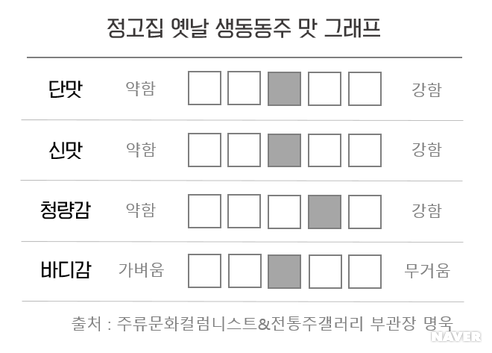 정고집 옛날 생동동주 맛 그래프
단맛 약함 강함
신맛 약함 강함
청량감 약함 강함
바디감 가벼움 무거움
출처 : 주류문화컬럼니스트&전통주갤러리 부관장 명욱
NAVER